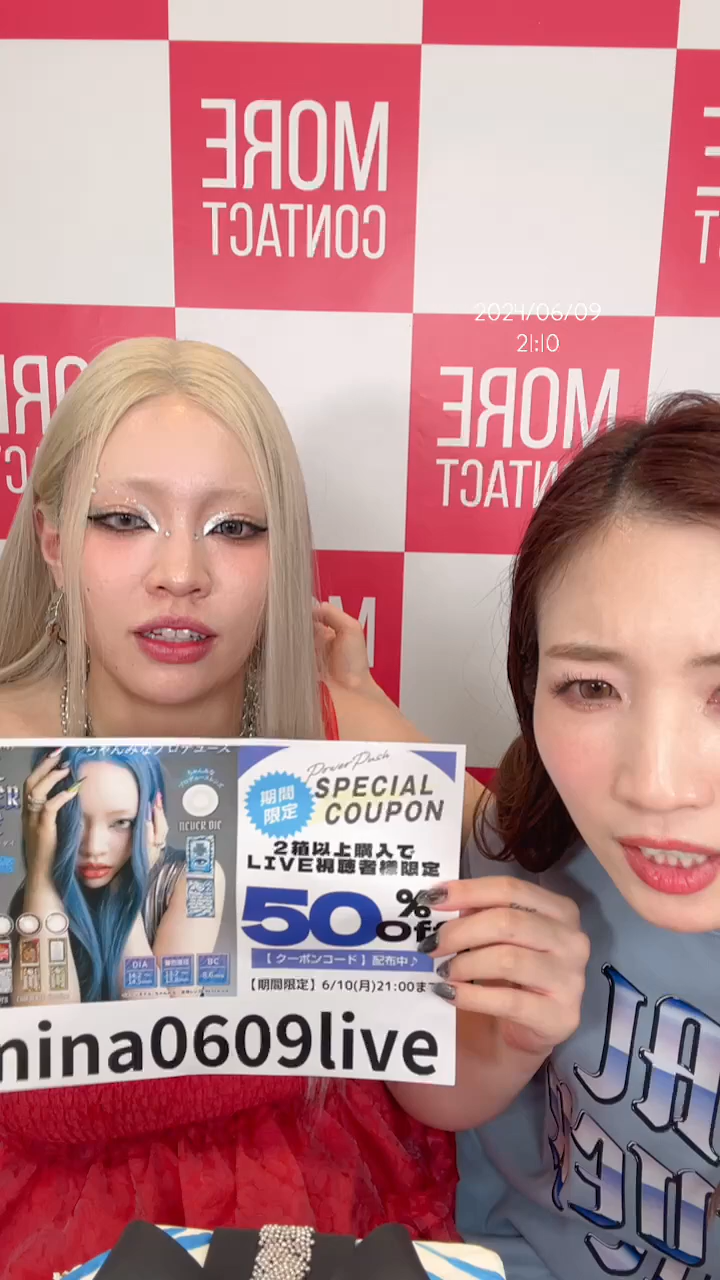 MORE
CONTACT
2024/06/09
21:10
MORE
CONTACT
ちゃんみなプロデュース
Power Push
期間
限定
SPECIAL
COUPON
2箱以上購入で
LIVE視聴者様限定
50%
off
【クーポンコード】配布中♪
【期間限定】6/10(月)21:00ま
NEVER DIE
DIA
BC
mina0609live
JA